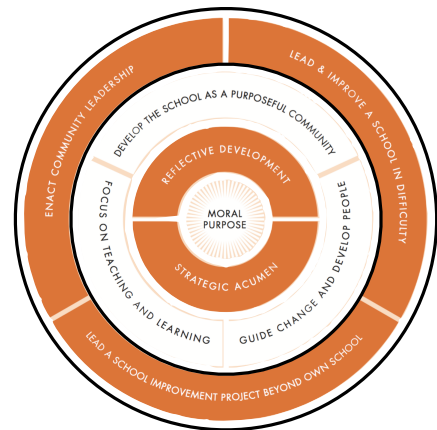 ENACT COMMUNITY LEADERSHIP
LEAD & IMPROVE A SCHOOL IN DIFFICULTY
LEAD A SCHOOL IMPROVEMENT PROJECT BEYOND OWN SCHOOL
DEVELOP THE SCHOOL AS A PURPOSEFUL COMMUNITY
FOCUS ON TEACHING AND LEARNING
GUIDE CHANGE AND DEVELOP PEOPLE
REFLECTIVE DEVELOPMENT
MORAL
PURPOSE
STRATEGIC ACUMEN